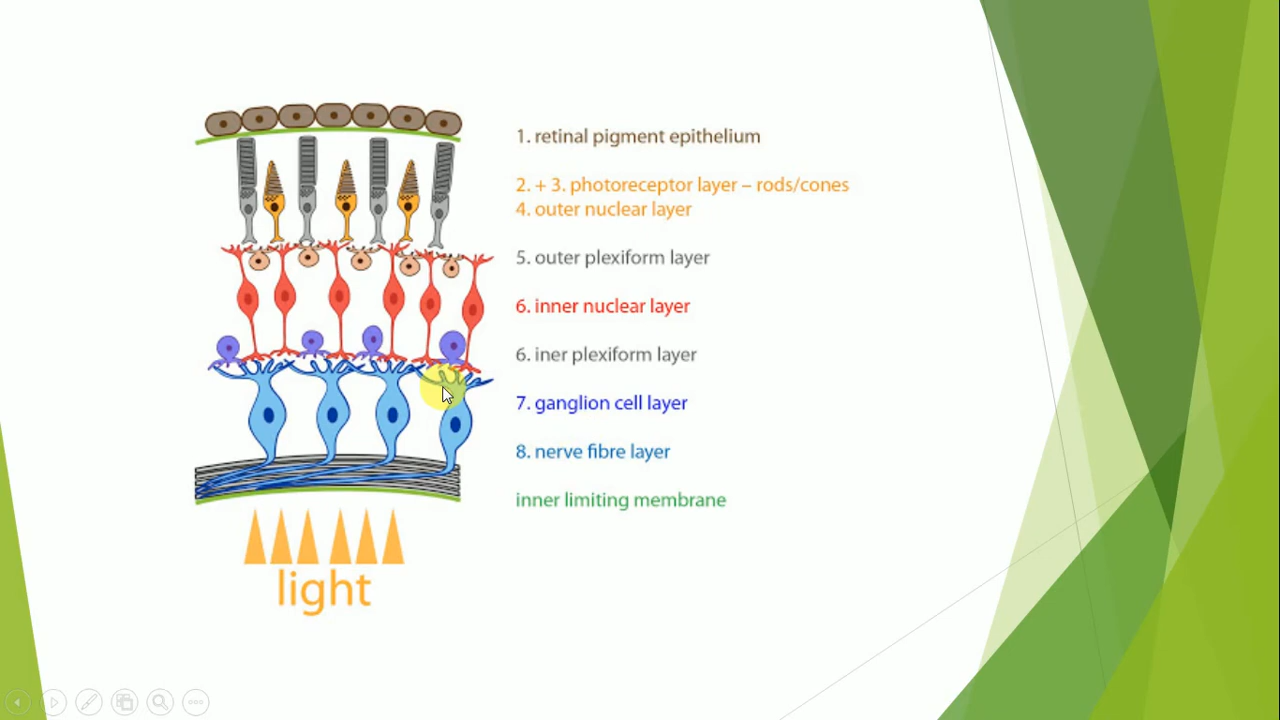 1. retinal pigment epithelium
2. + 3. photoreceptor layer – rods/cones
4. outer nuclear layer
5. outer plexiform layer
6. inner nuclear layer
6. iner plexiform layer
7. ganglion cell layer
8. nerve fibre layer
inner limiting membrane
light